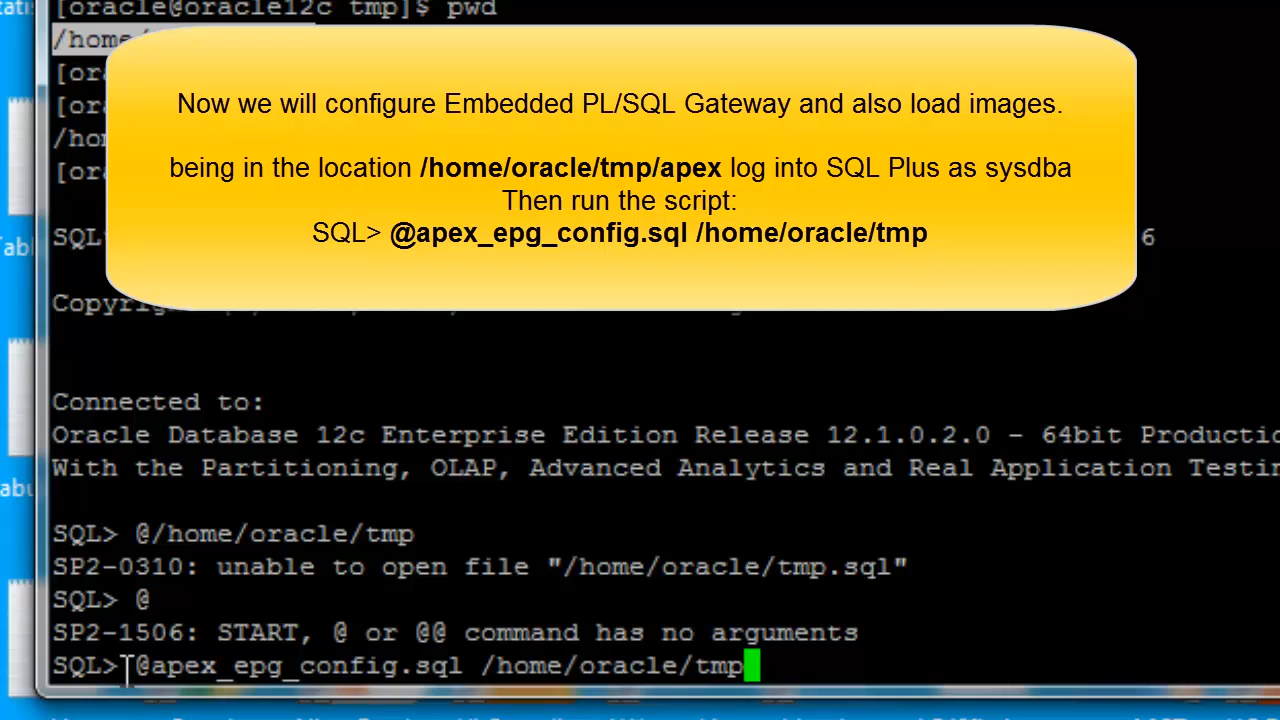 [oracle@oracle12c tmp]$ pwd
/home
Now we will configure Embedded PL/SQL Gateway and also load images.
being in the location /home/oracle/tmp/apex log into SQL Plus as sysdba
Then run the script:
SQL> @apex_epg_config.sql /home/oracle/tmp
6
Connected to:
Oracle Database 12c Enterprise Edition Release 12.1.0.2.0 - 64bit Producti
With the Partitioning, OLAP, Advanced Analytics and Real Application Testin
SQL> @/home/oracle/tmp
SP2-0310: unable to open file "/home/oracle/tmp.sql"
SQL> @
SP2-1506: START, @ or @@ command has no arguments
SQL> @apex_epg_config.sql /home/oracle/tmp